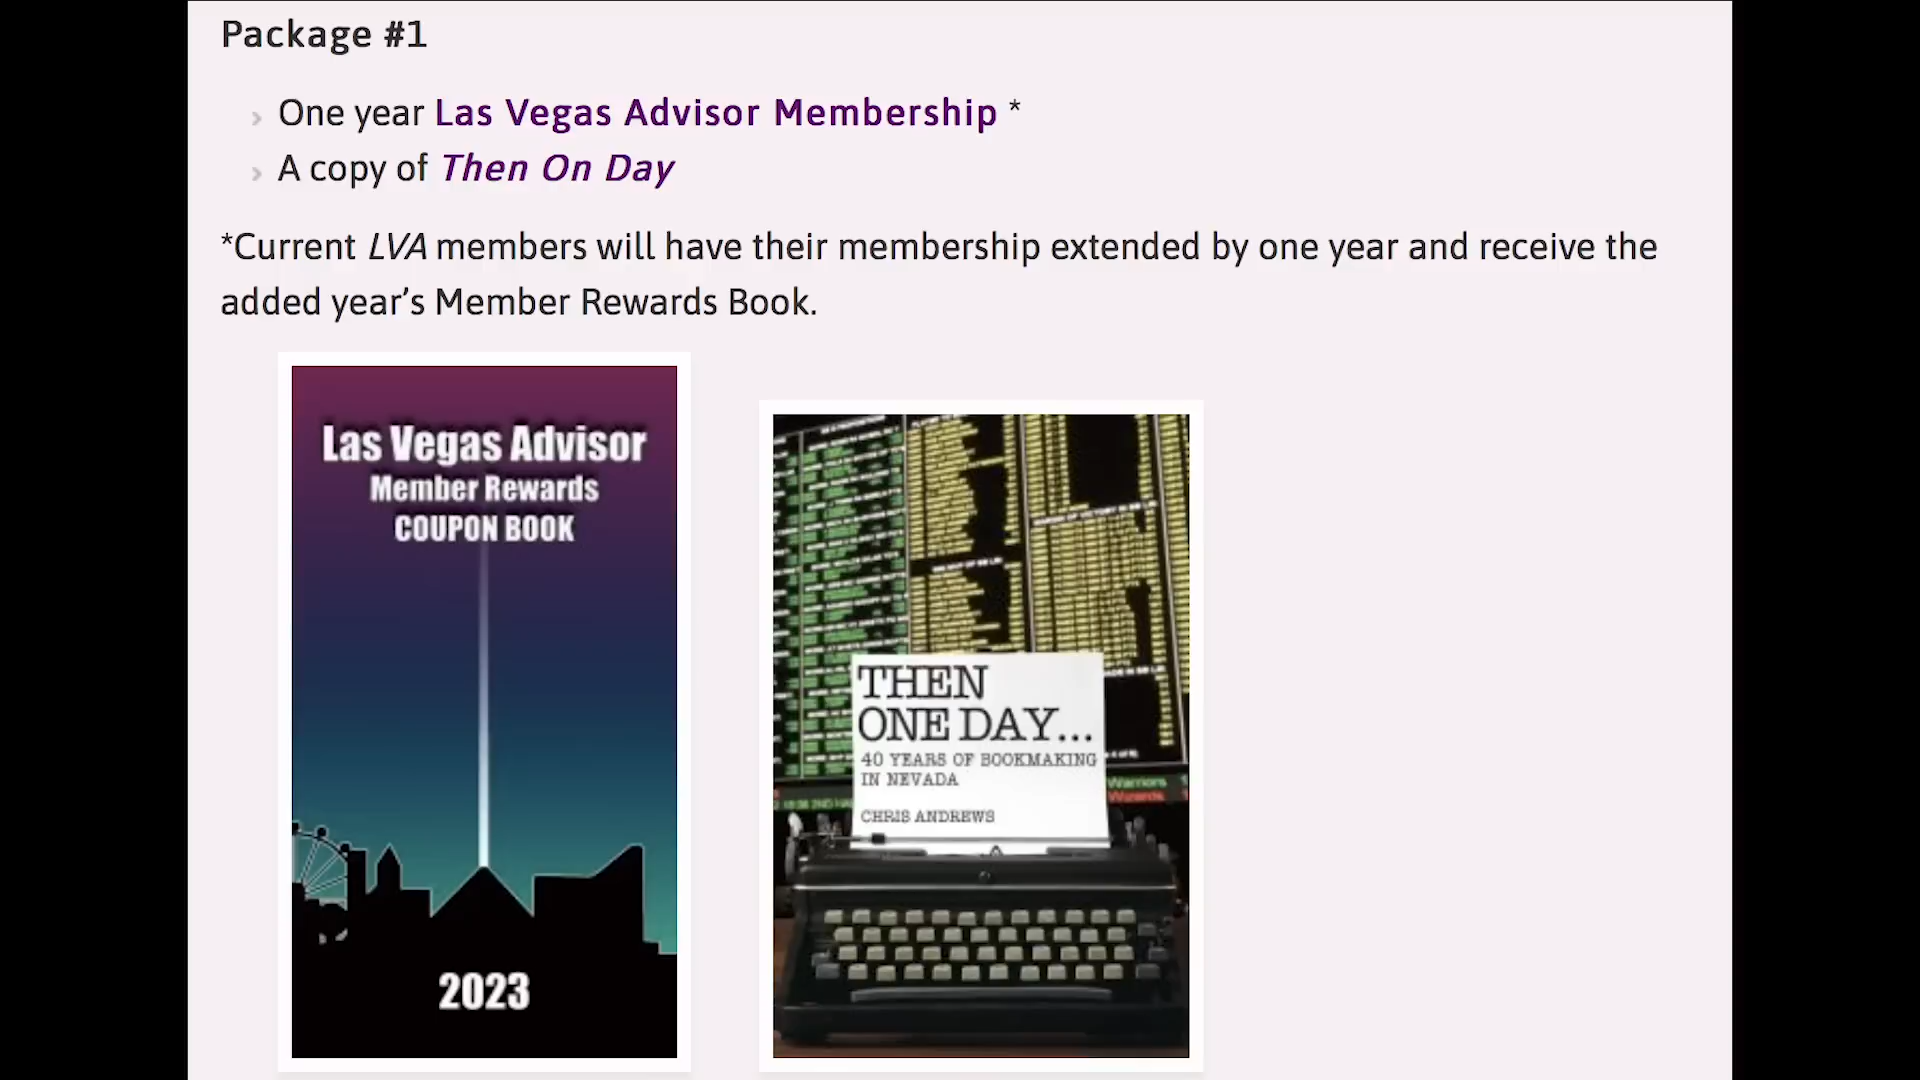 Package #1
One year Las Vegas Advisor Membership *
A copy of Then On Day
*Current LVA members will have their membership extended by one year and receive the
added year’s Member Rewards Book.
Las Vegas Advisor
Member Rewards
COUPON BOOK
2023
THEN
ONE DAY...
40 YEARS OF BOOKMAKING
IN NEVADA
CHRIS ANDREWS
Warriors
Wizards